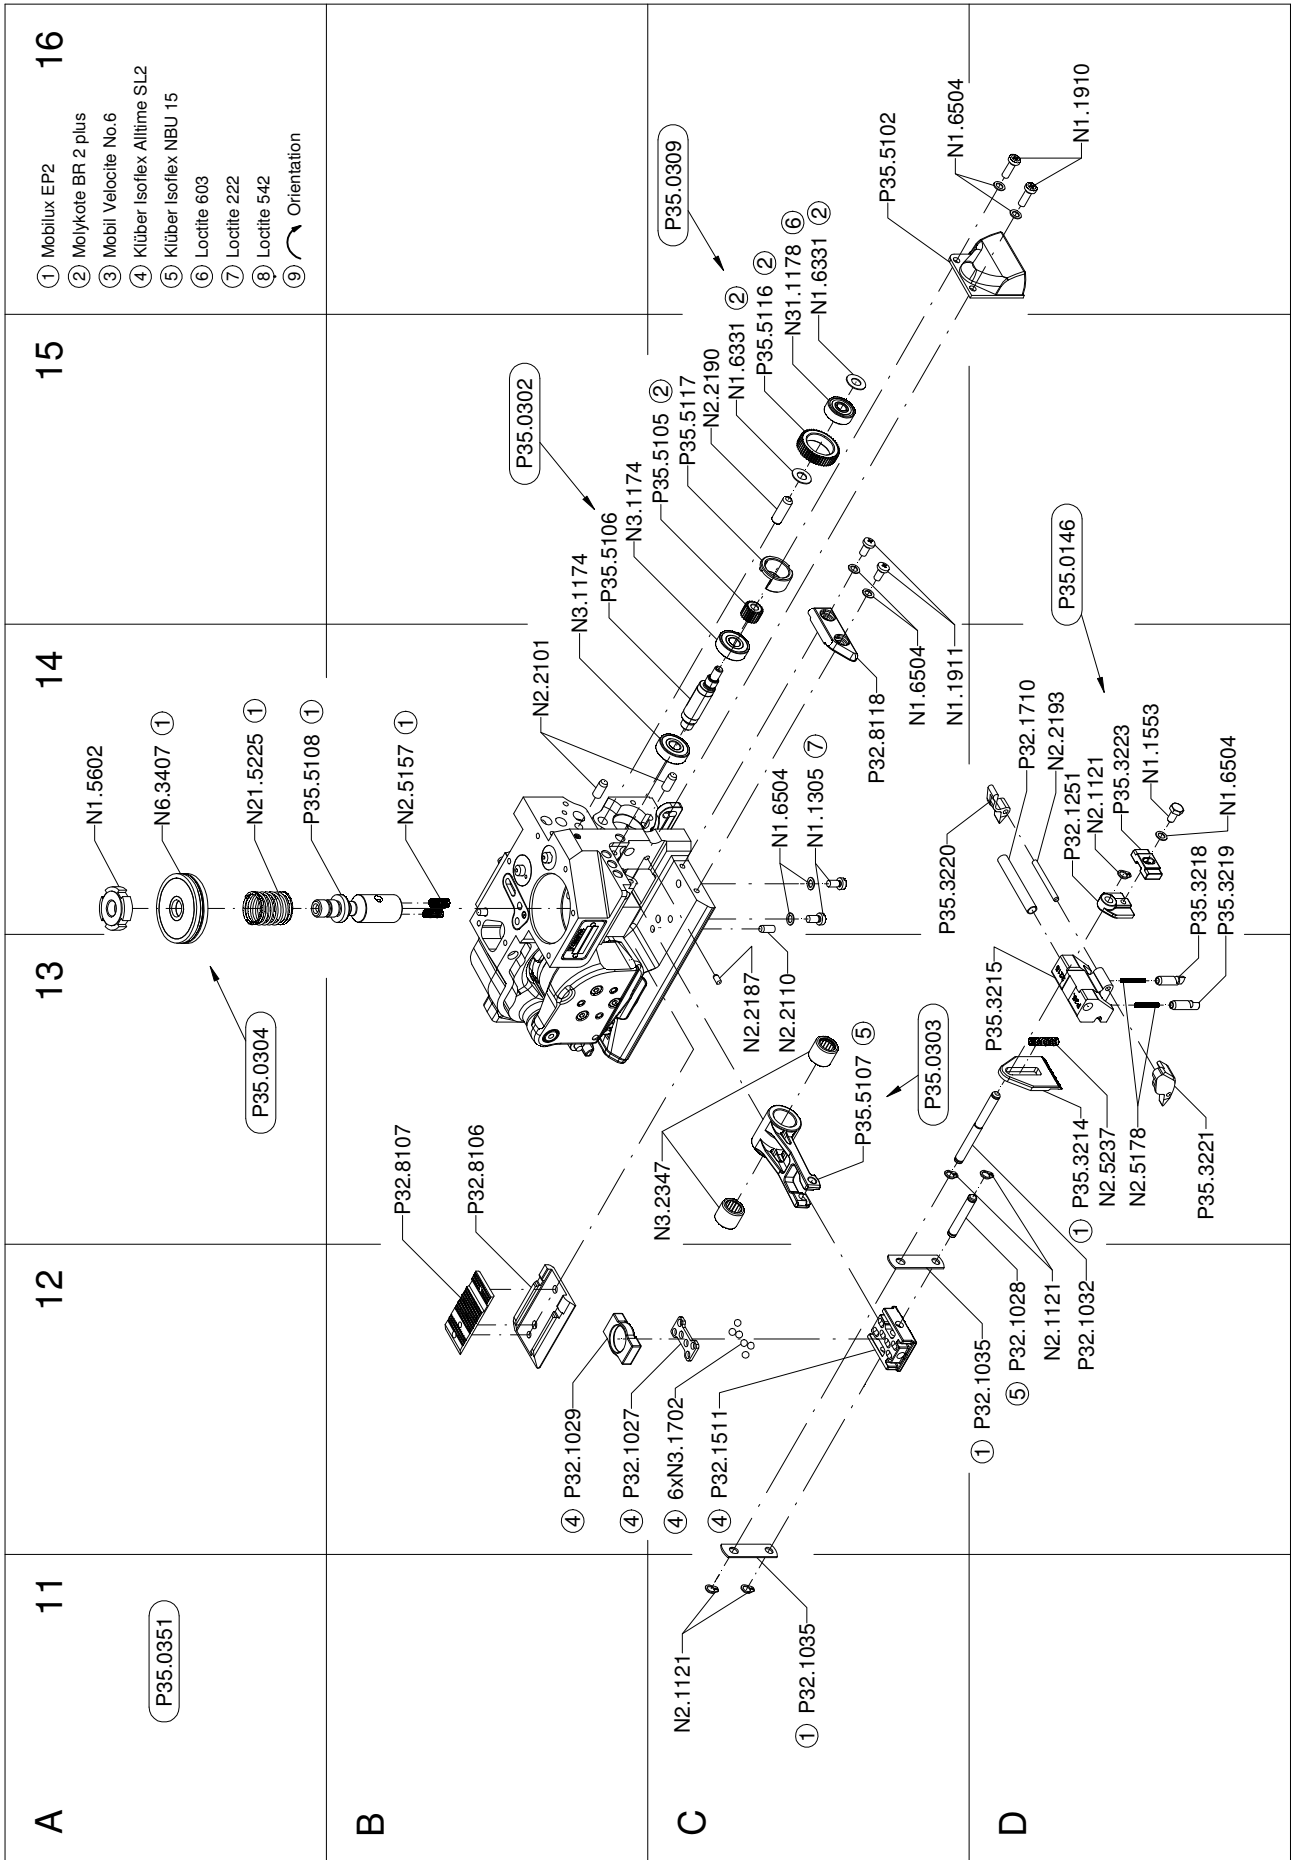 A
B
C
D
11
12
13
14
15
16
① Mobilux EP2
② Molykote BR 2 plus
③ Mobil Velocite No.6
④ Klüber Isoflex Alltime SL2
⑤ Klüber Isoflex NBU 15
⑥ Loctite 603
⑦ Loctite 222
⑧ Loctite 542
⑨ Orientation
P35.0351
P35.0304
N1.5602
N6.3407 ①
N21.5225 ①
P35.5108 ①
N2.5157 ①
P32.8107
P32.8106
④ P32.1029
④ P32.1027
④ 6xN3.1702
④ P32.1511
N2.2101
N3.1174
P35.5106
N3.1174
P35.5105 ②
P35.5117
N2.2190
N1.6331 ②
P35.5116 ②
N31.1178 ⑥
N1.6331 ②
P35.0302
P35.0309
P35.5102
N1.6504
N1.1910
N2.1121
① P32.1035
N3.2347
P35.5107 ⑤
P35.0303
N2.2187
N2.2110
N1.6504
N1.1305 ⑦
P32.8118
N1.6504
N1.1911
① P32.1035
⑤ P32.1028
N2.1121
P32.1032
① P35.3214
N2.5237
N2.5178
P35.3221
P35.3215
P35.3220
P32.1710
N2.2193
P32.1251
N2.1121
P35.3223
N1.1553
N1.6504
P35.3218
P35.3219
P35.0146